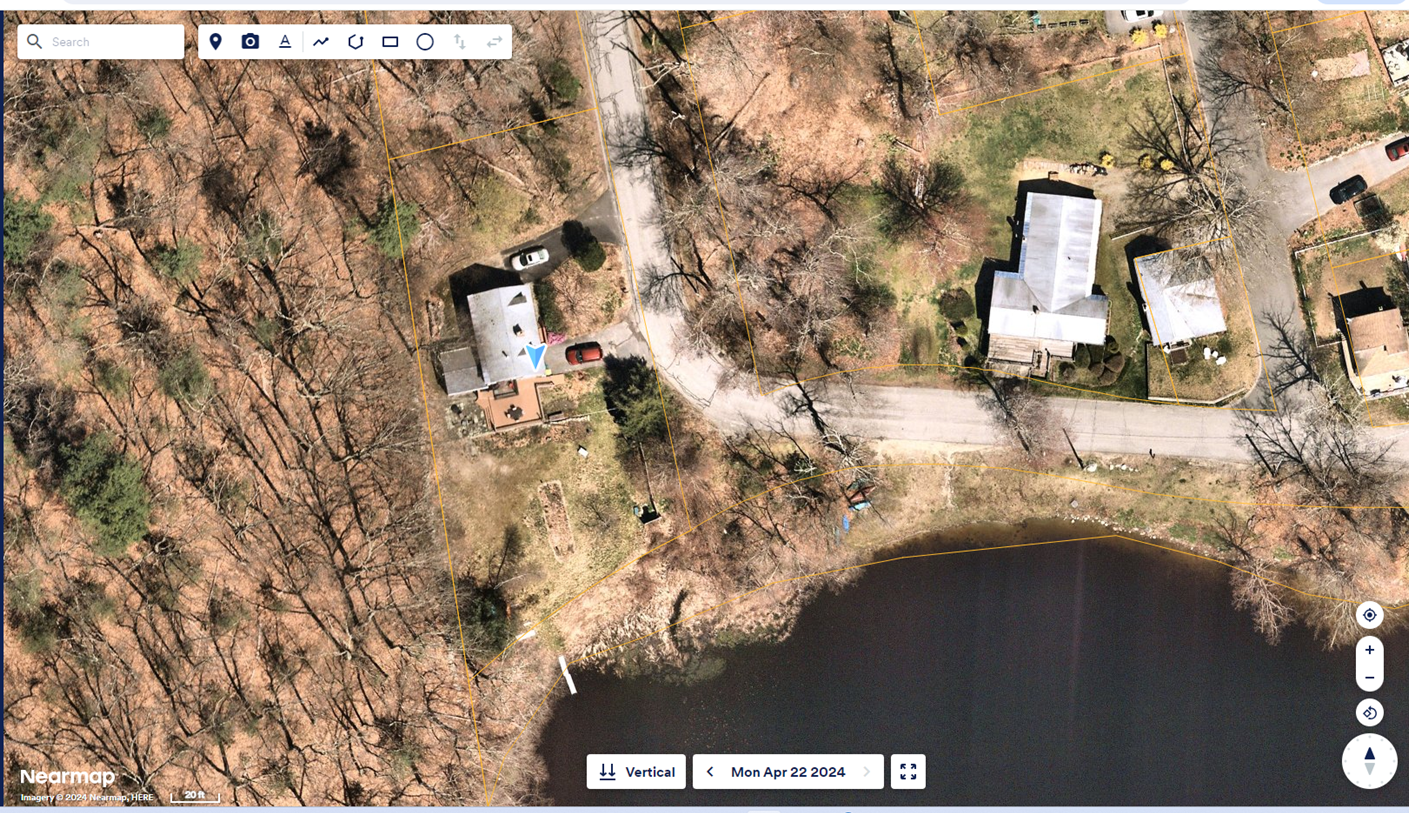 Search
A
Vertical
Mon Apr 22 2024
Nearmap
Imagery © 2024 Nearmap, HERE
20 ft